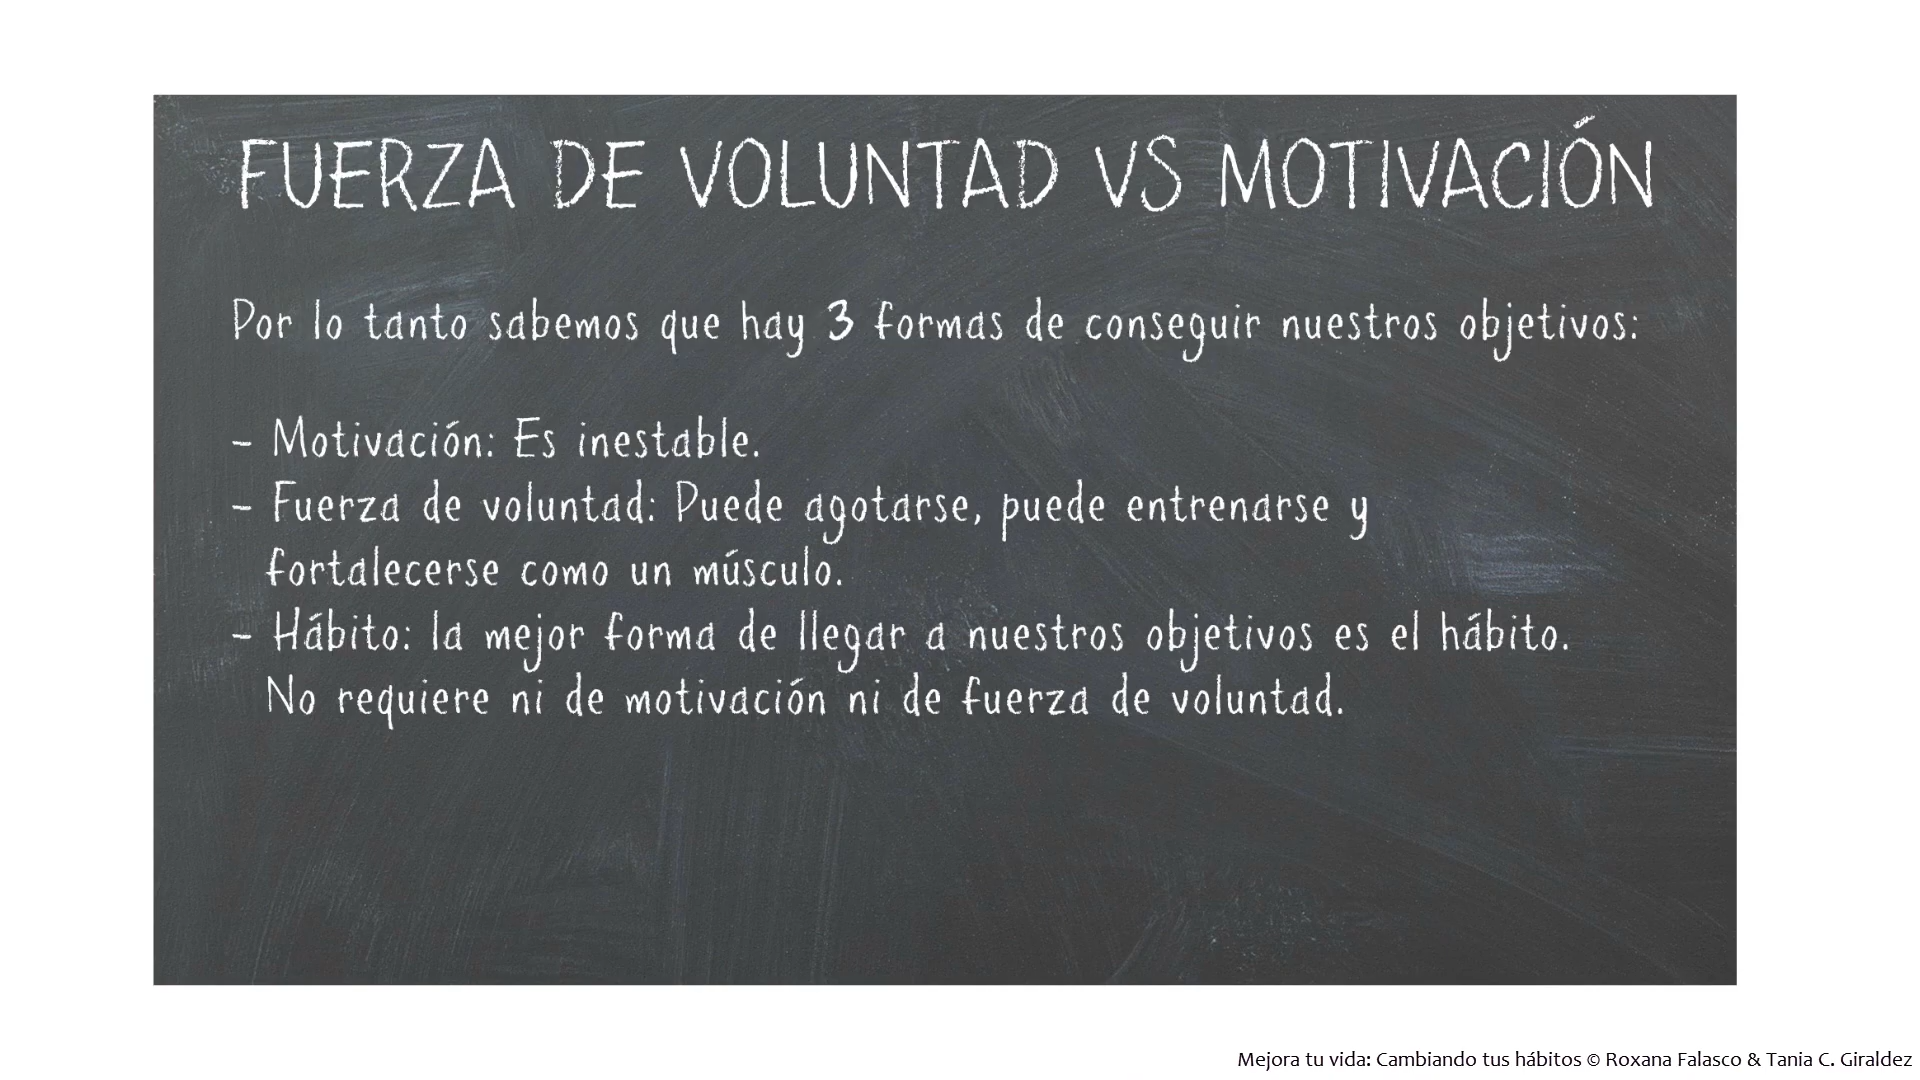 FUERZA DE VOLUNTAD VS MOTIVACIÓN
Por lo tanto sabemos que hay 3 formas de conseguir nuestros objetivos:
- Motivación: Es inestable.
- Fuerza de voluntad: Puede agotarse, puede entrenarse y
fortalecerse como un músculo.
- Hábito: la mejor forma de llegar a nuestros objetivos es el hábito.
No requiere ni de motivación ni de fuerza de voluntad.
Mejora tu vida: Cambiando tus hábitos © Roxana Falasco & Tania C. Giraldez